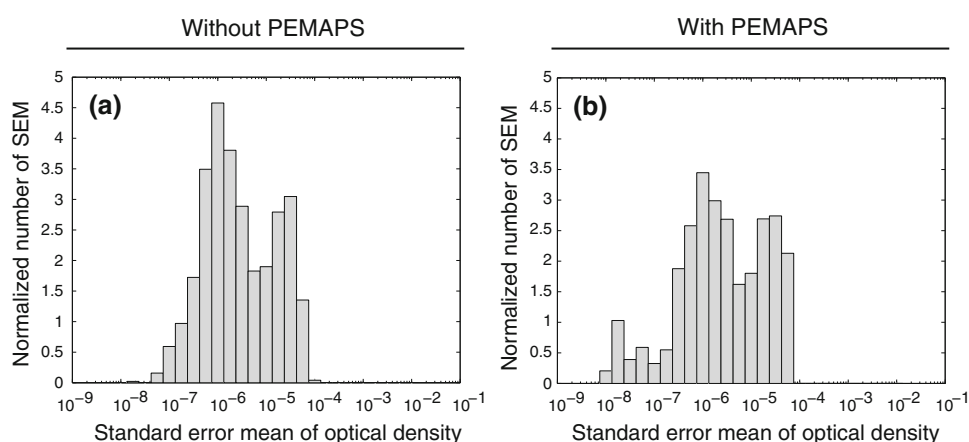 Without PEMAPS
With PEMAPS
(a)
Normalized number of SEM
5
4.5
4
3.5
3
2.5
2
1.5
1
0.5
0
10⁻⁹ 10⁻⁸ 10⁻⁷ 10⁻⁶ 10⁻⁵ 10⁻⁴ 10⁻³ 10⁻² 10⁻¹
Standard error mean of optical density
(b)
Normalized number of SEM
5
4.5
4
3.5
3
2.5
2
1.5
1
0.5
0
10⁻⁸ 10⁻⁷ 10⁻⁶ 10⁻⁵ 10⁻⁴ 10⁻³ 10⁻² 10⁻¹
Standard error mean of optical density